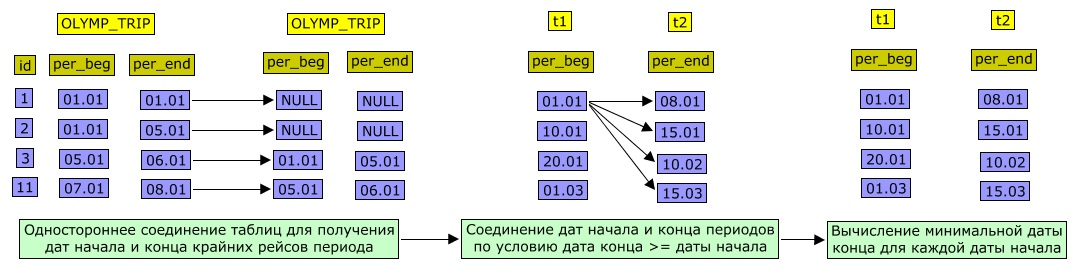 OLYMP_TRIP OLYMP_TRIP t1 t2 t1 t2
id per_beg per_end per_beg per_end per_beg per_end per_beg per_end
1 01.01 01.01 NULL NULL 01.01 08.01 01.01 08.01
2 01.01 05.01 NULL NULL 10.01 15.01 10.01 15.01
3 05.01 06.01 01.01 05.01 20.01 10.02 20.01 10.02
11 07.01 08.01 05.01 06.01 01.03 15.03 01.03 15.03
Одностороннее соединение таблиц для получения
дат начала и конца крайних рейсов периода
Соединение дат начала и конца периодов
по условию дата конца >= даты начала
Вычисление минимальной даты
конца для каждой даты начала